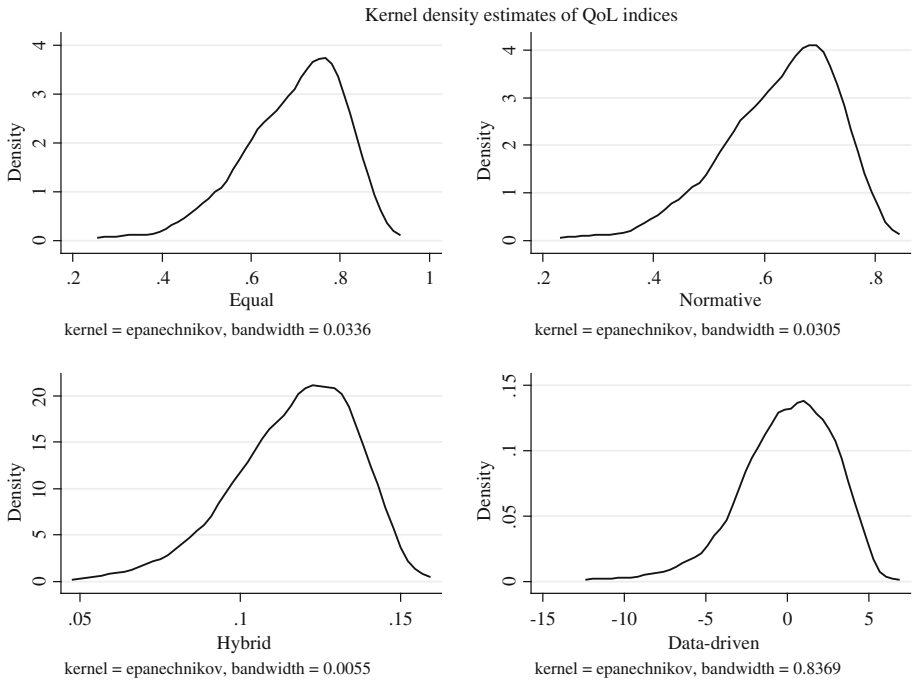 Kernel density estimates of QoL indices
Density
4
3
2
1
0
.2 .4 .6 .8 1
Equal
kernel = epanechnikov, bandwidth = 0.0336
Density
4
3
2
1
0
.2 .4 .6 .8
Normative
kernel = epanechnikov, bandwidth = 0.0305
Density
20
15
10
5
0
.05 .1 .15
Hybrid
kernel = epanechnikov, bandwidth = 0.0055
Density
.15
.1
.05
0
-15 -10 -5 0 5
Data-driven
kernel = epanechnikov, bandwidth = 0.8369